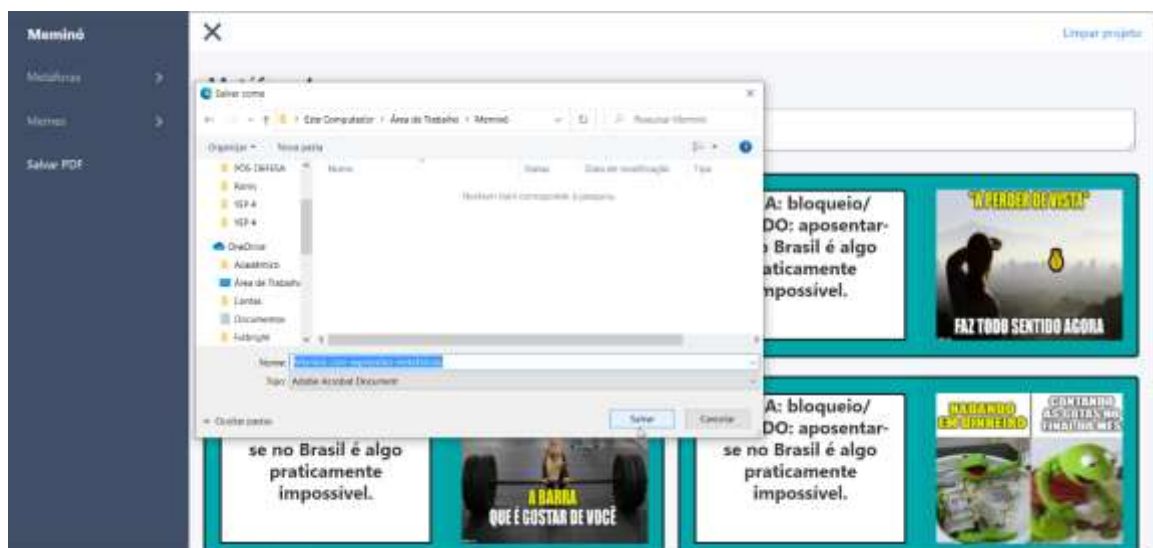 Meminó
Limpar projeto
Metáforas
Memes
Salvar PDF
Salvar como
Este Computador > Área de Trabalho > Meminó
Pesquisar Meminó
Organizar
Nova pasta
Nome
Status
Data de modificação
Tipo
PÓS-DEFESA
OneDrive
Acadêmico
Área de Trabalho
Documentos
Fulbright
Nenhum item corresponde à pesquisa.
Nome:
Tipo: Adobe Acrobat Document
Ocultar pastas
Salvar
Cancelar
A: bloqueio/
DO: aposentar-
o Brasil é algo
aticamente
mpossível.
"A PERDER DE VISTA"
FAZ TODO SENTIDO AGORA
se no Brasil é algo
praticamente
impossível.
A BARRA
QUE É GOSTAR DE VOCÊ
A: bloqueio/
DO: aposentar-
se no Brasil é algo
praticamente
impossível.
NADANDO
EM DINHEIRO
CONTANDO
AS GOTAS NO
FINAL DO MÊS